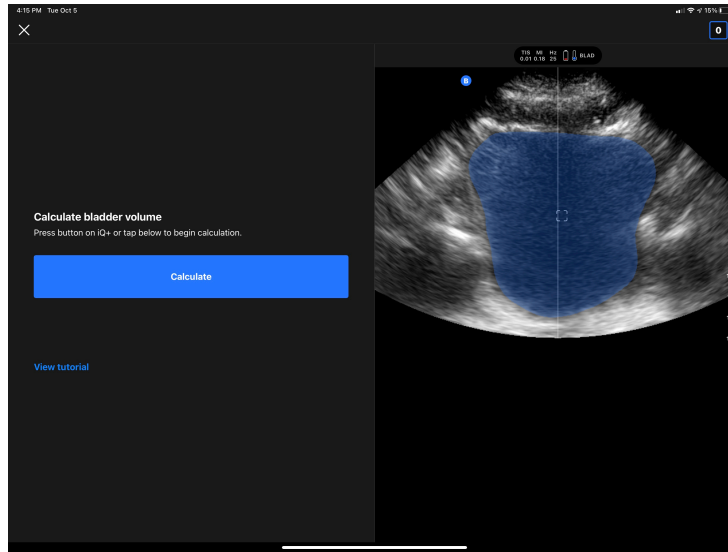 4:15 PM Tue Oct 5
15%
0
TIS MI Hz
0.01 0.18 25
BLAD
B
Calculate bladder volume
Press button on iQ+ or tap below to begin calculation.
Calculate
View tutorial